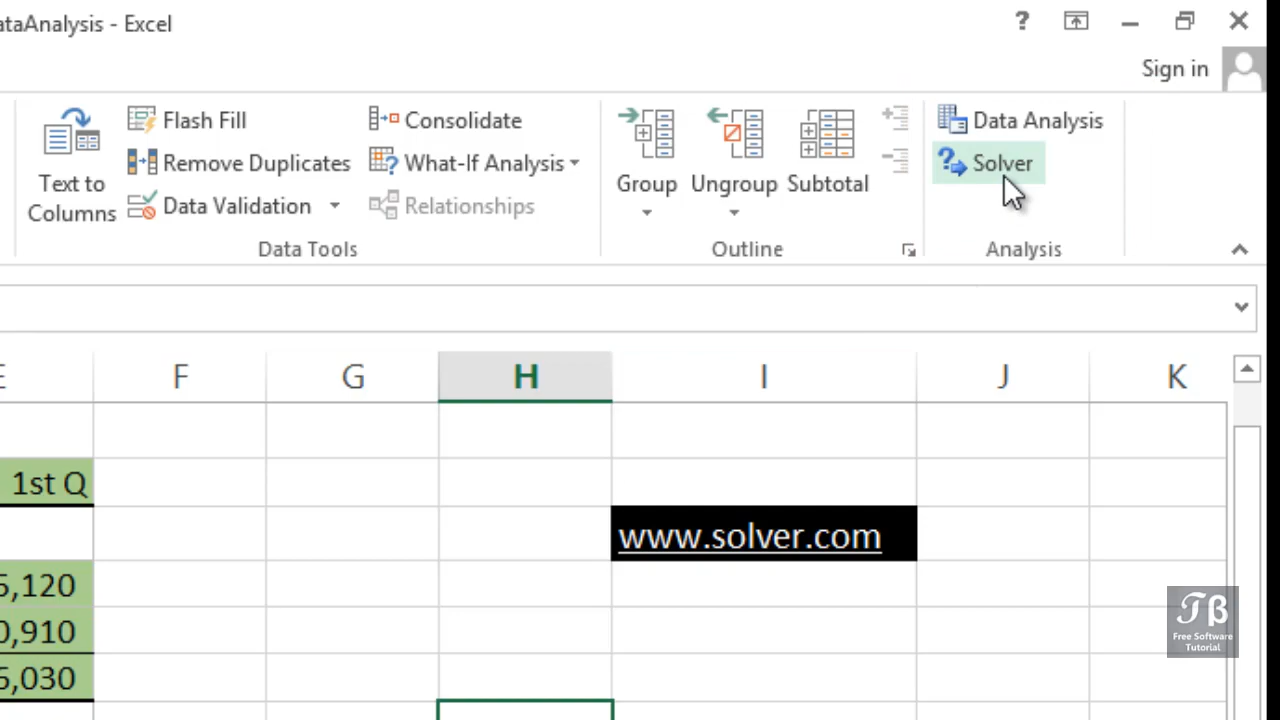 ataAnalysis - Excel
?
Sign in
Flash Fill
Consolidate
Data Analysis
Remove Duplicates
What-If Analysis
Solver
Text to
Columns
Group
Ungroup
Subtotal
Data Validation
Relationships
Data Tools
Outline
Analysis
E F G H I J K
1st Q
www.solver.com
5,120
0,910
5,030
Tβ
Free Software
Tutorial